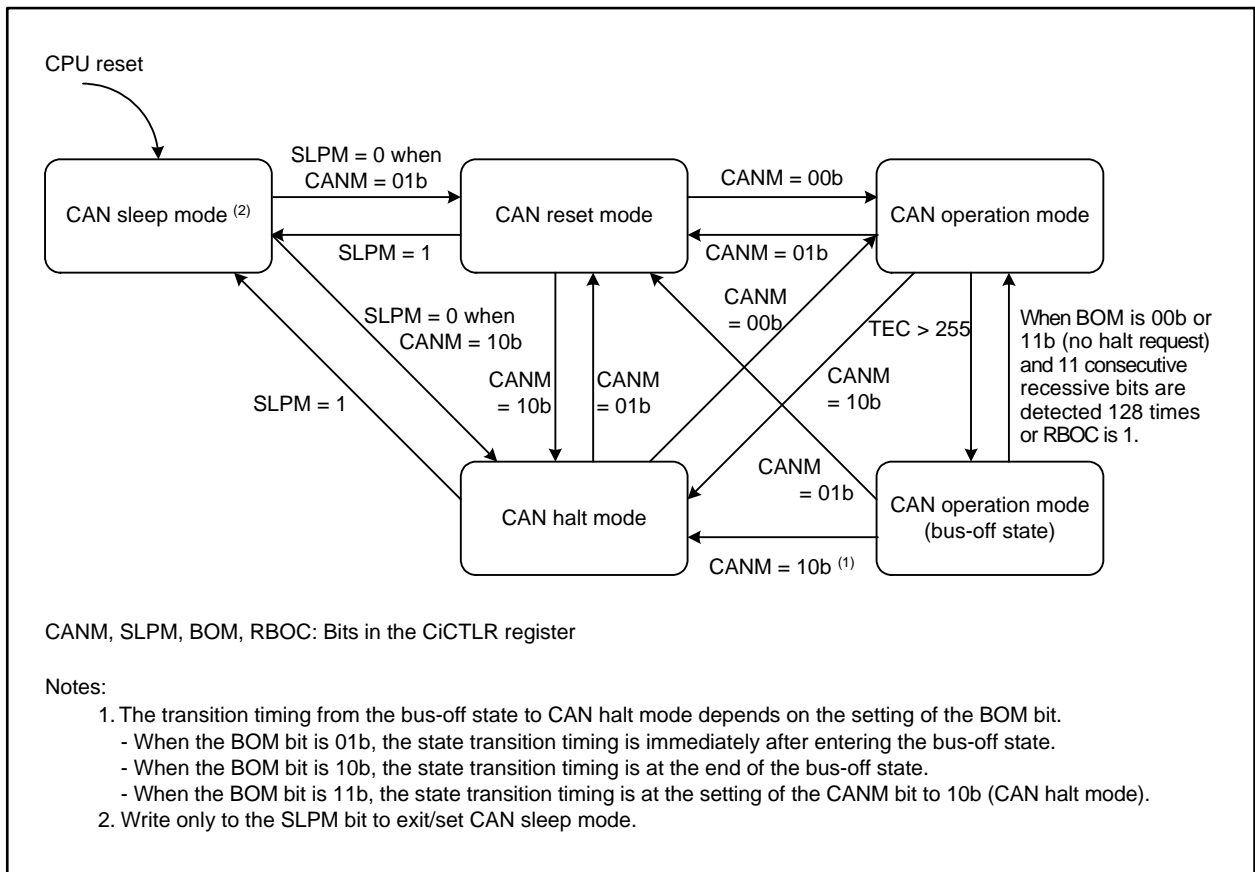 CPU reset
SLPM = 0 when
CANM = 01b
CANM = 00b
CAN sleep mode (2)
CAN reset mode
CAN operation mode
SLPM = 1
CANM = 01b
SLPM = 0 when
CANM = 10b
CANM
= 00b
TEC > 255
When BOM is 00b or
11b (no halt request)
and 11 consecutive
recessive bits are
detected 128 times
or RBOC is 1.
SLPM = 1
CANM
= 10b
CANM
= 01b
CANM
= 10b
CANM
= 01b
CAN halt mode
CAN operation mode
(bus-off state)
CANM = 10b (1)
CANM, SLPM, BOM, RBOC: Bits in the CiCTLR register
Notes:
1. The transition timing from the bus-off state to CAN halt mode depends on the setting of the BOM bit.
- When the BOM bit is 01b, the state transition timing is immediately after entering the bus-off state.
- When the BOM bit is 10b, the state transition timing is at the end of the bus-off state.
- When the BOM bit is 11b, the state transition timing is at the setting of the CANM bit to 10b (CAN halt mode).
2. Write only to the SLPM bit to exit/set CAN sleep mode.